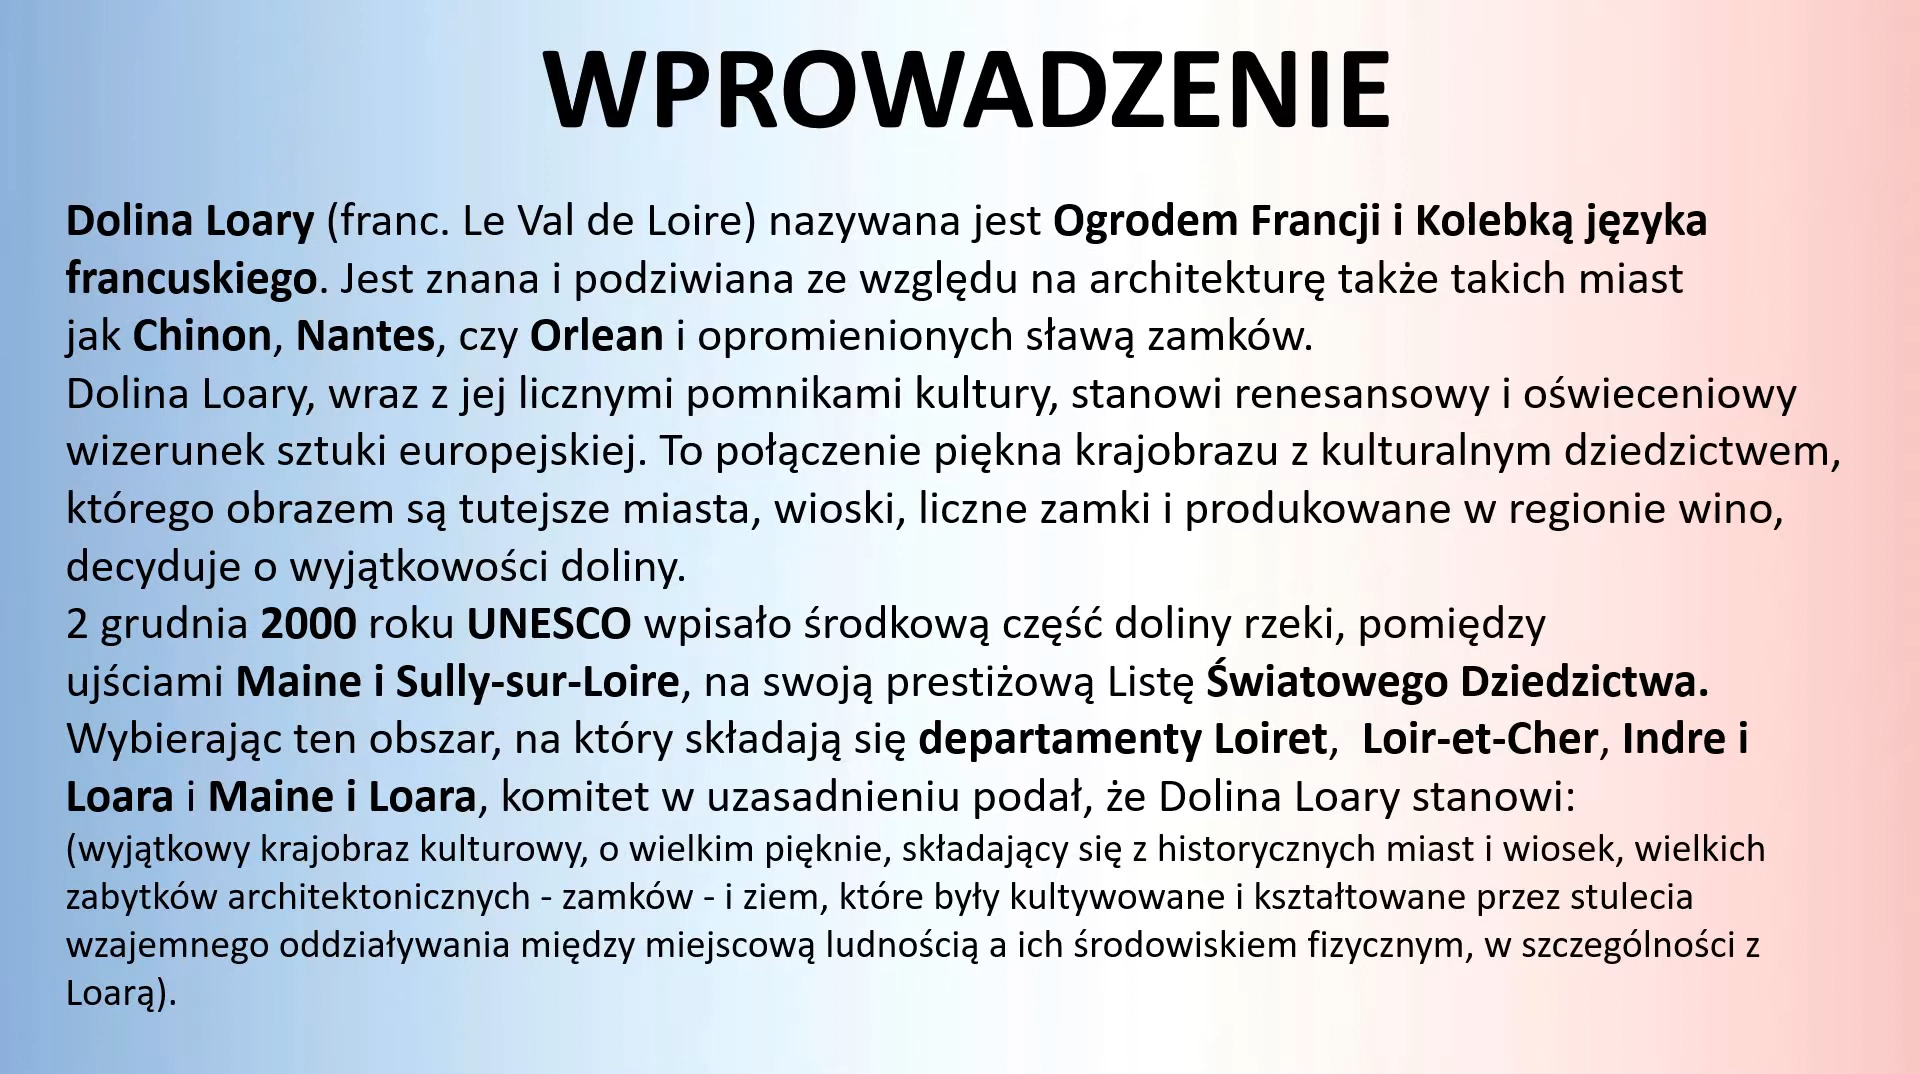 WPROWADZENIE
Dolina Loary (franc. Le Val de Loire) nazywana jest Ogrodem Francji i Kolebką języka
francuskiego. Jest znana i podziwiana ze względu na architekturę także takich miast
jak Chinon, Nantes, czy Orlean i opromienionych sławą zamków.
Dolina Loary, wraz z jej licznymi pomnikami kultury, stanowi renesansowy i oświeceniowy
wizerunek sztuki europejskiej. To połączenie piękna krajobrazu z kulturalnym dziedzictwem,
którego obrazem są tutejsze miasta, wioski, liczne zamki i produkowane w regionie wino,
decyduje o wyjątkowości doliny.
2 grudnia 2000 roku UNESCO wpisało środkową część doliny rzeki, pomiędzy
ujściami Maine i Sully-sur-Loire, na swoją prestiżową Listę Światowego Dziedzictwa.
Wybierając ten obszar, na który składają się departamenty Loiret,  Loir-et-Cher, Indre i
Loara i Maine i Loara, komitet w uzasadnieniu podał, że Dolina Loary stanowi:
(wyjątkowy krajobraz kulturowy, o wielkim pięknie, składający się z historycznych miast i wiosek, wielkich
zabytków architektonicznych - zamków - i ziem, które były kultywowane i kształtowane przez stulecia
wzajemnego oddziaływania między miejscową ludnością a ich środowiskiem fizycznym, w szczególności z
Loarą).